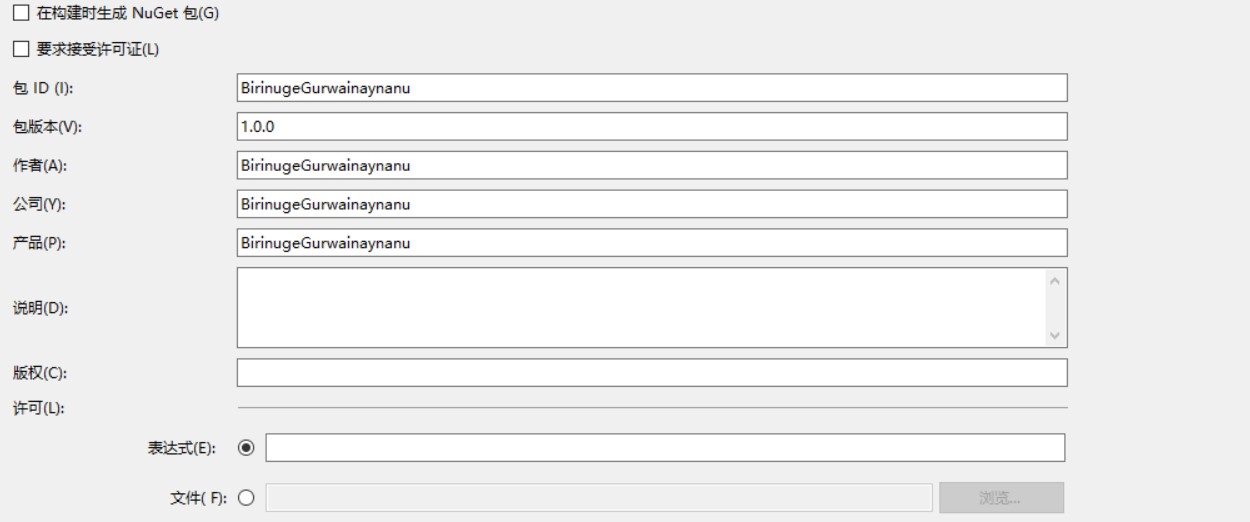 在构建时生成 NuGet 包(G)
要求接受许可证(L)
包 ID (I): BirinugeGurwainaynanu
包版本(V): 1.0.0
作者(A): BirinugeGurwainaynanu
公司(Y): BirinugeGurwainaynanu
产品(P): BirinugeGurwainaynanu
说明(D):
版权(C):
许可(L):
表达式(E):
文件( F): 浏览...